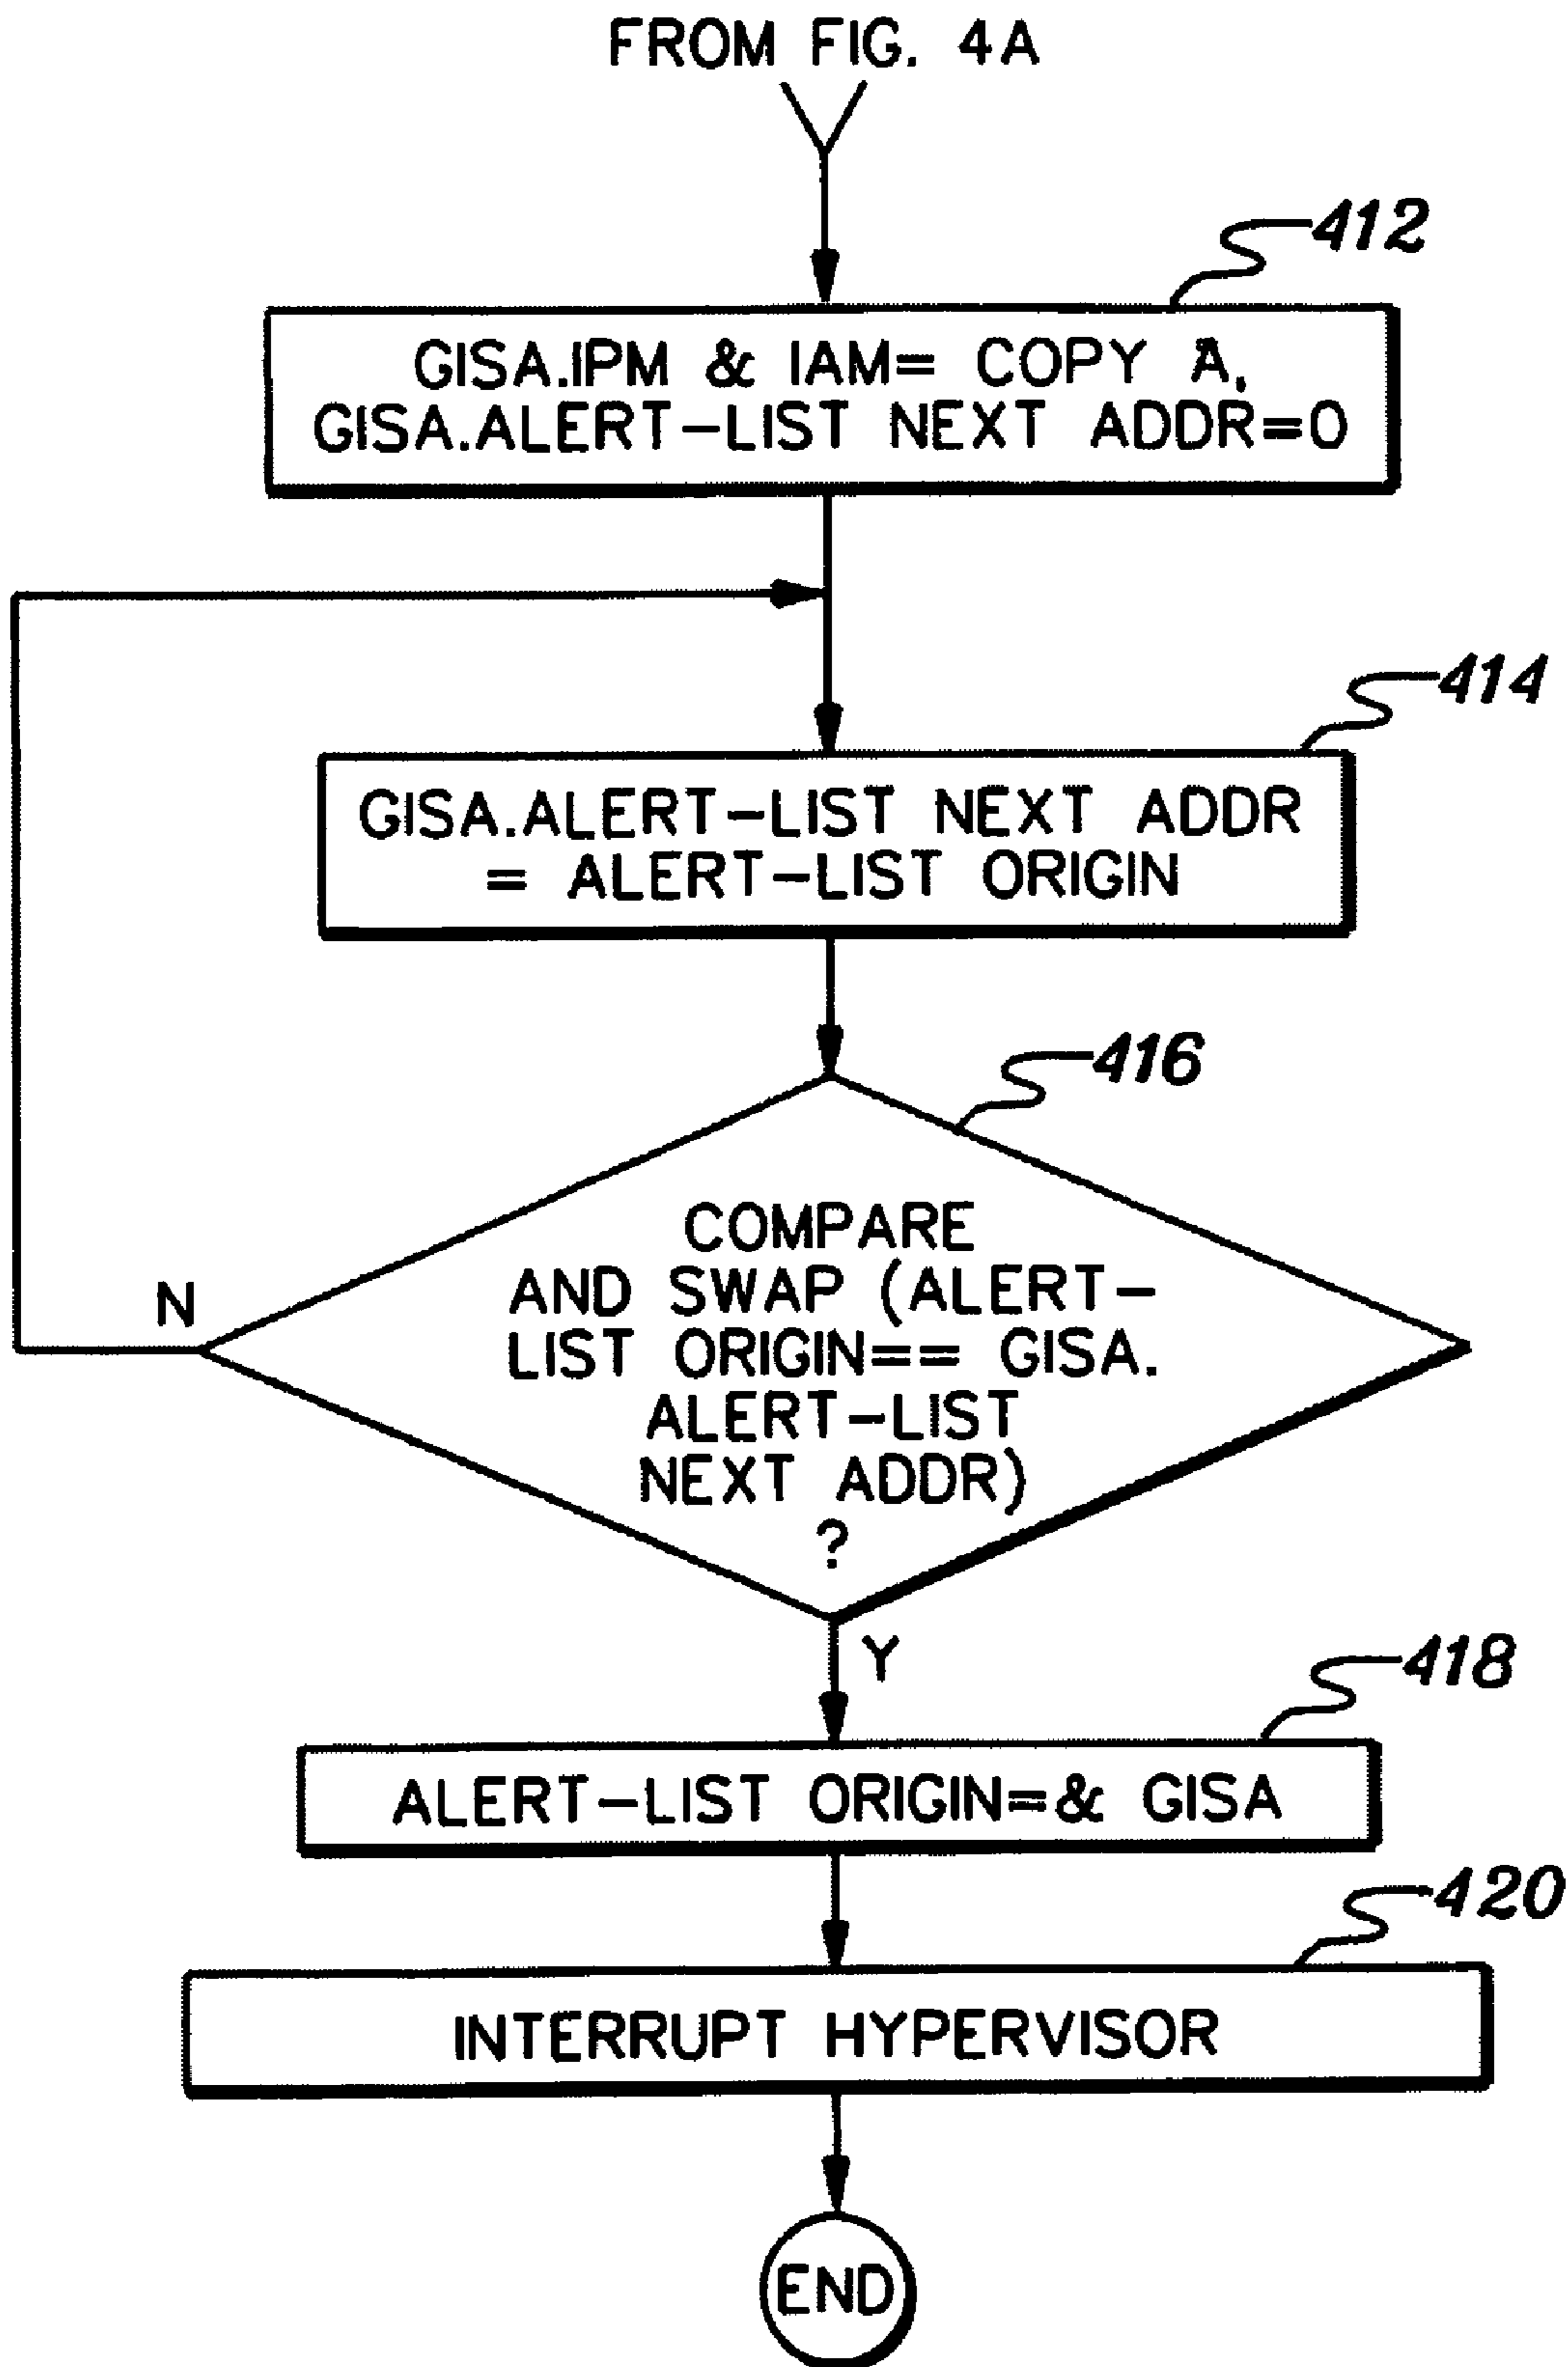 FROM FIG. 4A
412
GISA.IPM & IAM= COPY A,
GISA.ALERT-LIST NEXT ADDR=0
414
GISA.ALERT-LIST NEXT ADDR
= ALERT-LIST ORIGIN
416
COMPARE
AND SWAP (ALERT-
LIST ORIGIN== GISA.
ALERT-LIST
NEXT ADDR)
?
N
Y
418
ALERT-LIST ORIGIN=& GISA
420
INTERRUPT HYPERVISOR
END